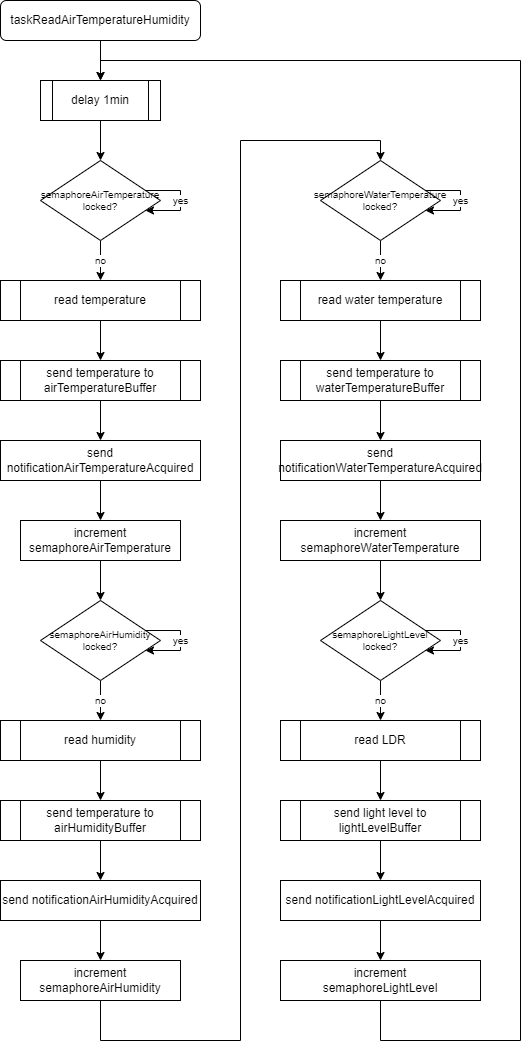 taskReadAirTemperatureHumidity
delay 1min
semaphoreAirTemperature
locked?
yes
no
read temperature
send temperature to
airTemperatureBuffer
send
notificationAirTemperatureAcquired
increment
semaphoreAirTemperature
semaphoreAirHumidity
locked?
yes
no
read humidity
send temperature to
airHumidityBuffer
send notificationAirHumidityAcquired
increment
semaphoreAirHumidity
semaphoreWaterTemperature
locked?
yes
no
read water temperature
send temperature to
waterTemperatureBuffer
send
notificationWaterTemperatureAcquired
increment
semaphoreWaterTemperature
semaphoreLightLevel
locked?
yes
no
read LDR
send light level to
lightLevelBuffer
send notificationLightLevelAcquired
increment
semaphoreLightLevel